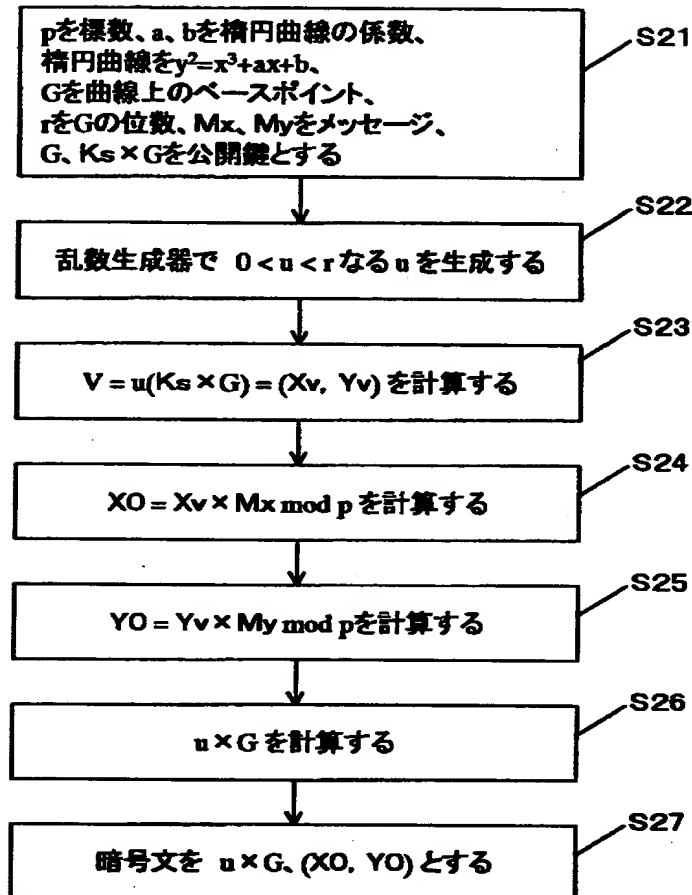 pを標数、a、bを楕円曲線の係数、
楕円曲線をy²=x³+ax+b、
Gを曲線上のベースポイント、
rをGの位数、Mx、Myをメッセージ、
G、Ks×Gを公開鍵とする
S21
乱数生成器で 0<u<r なる u を生成する
S22
V=u(Ks×G)=(Xv, Yv) を計算する
S23
X0=Xv×Mx mod p を計算する
S24
Y0=Yv×My mod pを計算する
S25
u×G を計算する
S26
暗号文を u×G、(X0, Y0) とする
S27